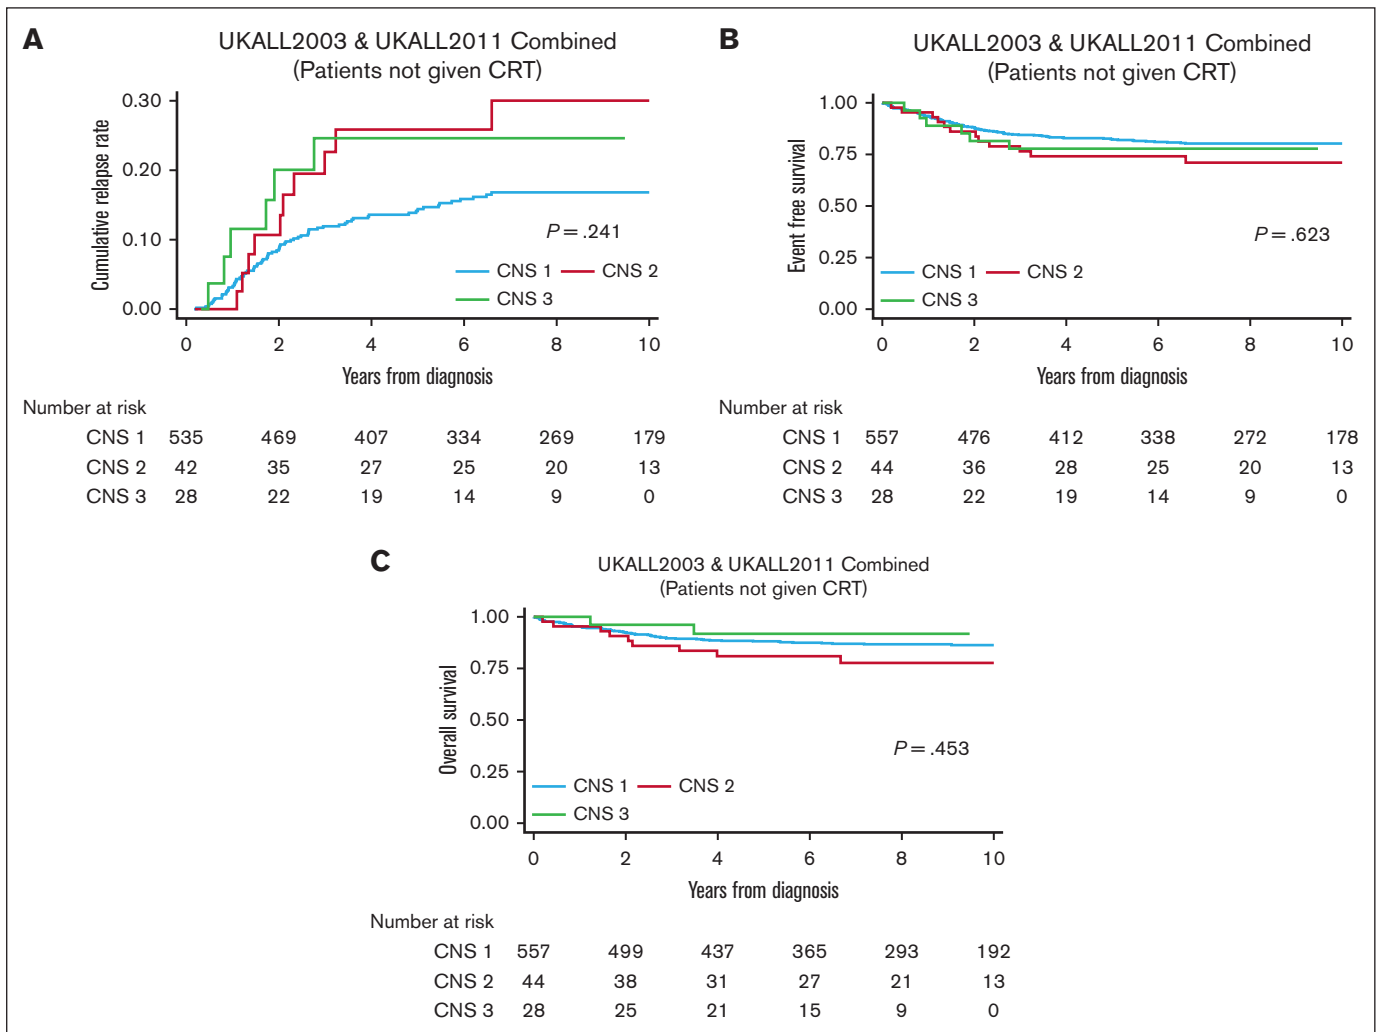 A
UKALL2003 & UKALL2011 Combined
(Patients not given CRT)
Cumulative relapse rate
0.30
0.20
0.10
0.00
P = .241
CNS 1 CNS 2
CNS 3
0 2 4 6 8 10
Years from diagnosis
Number at risk
CNS 1 535 469 407 334 269 179
CNS 2 42 35 27 25 20 13
CNS 3 28 22 19 14 9 0
B
UKALL2003 & UKALL2011 Combined
(Patients not given CRT)
Event free survival
1.00
0.75
0.50
0.25
0.00
P = .623
CNS 1 CNS 2
CNS 3
0 2 4 6 8 10
Years from diagnosis
Number at risk
CNS 1 557 476 412 338 272 178
CNS 2 44 36 28 25 20 13
CNS 3 28 22 19 14 9 0
C
UKALL2003 & UKALL2011 Combined
(Patients not given CRT)
Overall survival
1.00
0.75
0.50
0.25
0.00
P = .453
CNS 1 CNS 2
CNS 3
0 2 4 6 8 10
Years from diagnosis
Number at risk
CNS 1 557 499 437 365 293 192
CNS 2 44 38 31 27 21 13
CNS 3 28 25 21 15 9 0